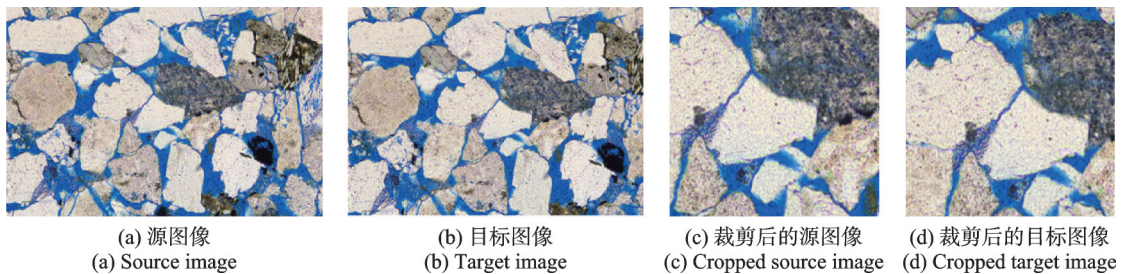 (a) 源图像
(a) Source image
(b) 目标图像
(b) Target image
(c) 裁剪后的源图像
(c) Cropped source image
(d) 裁剪后的目标图像
(d) Cropped target image